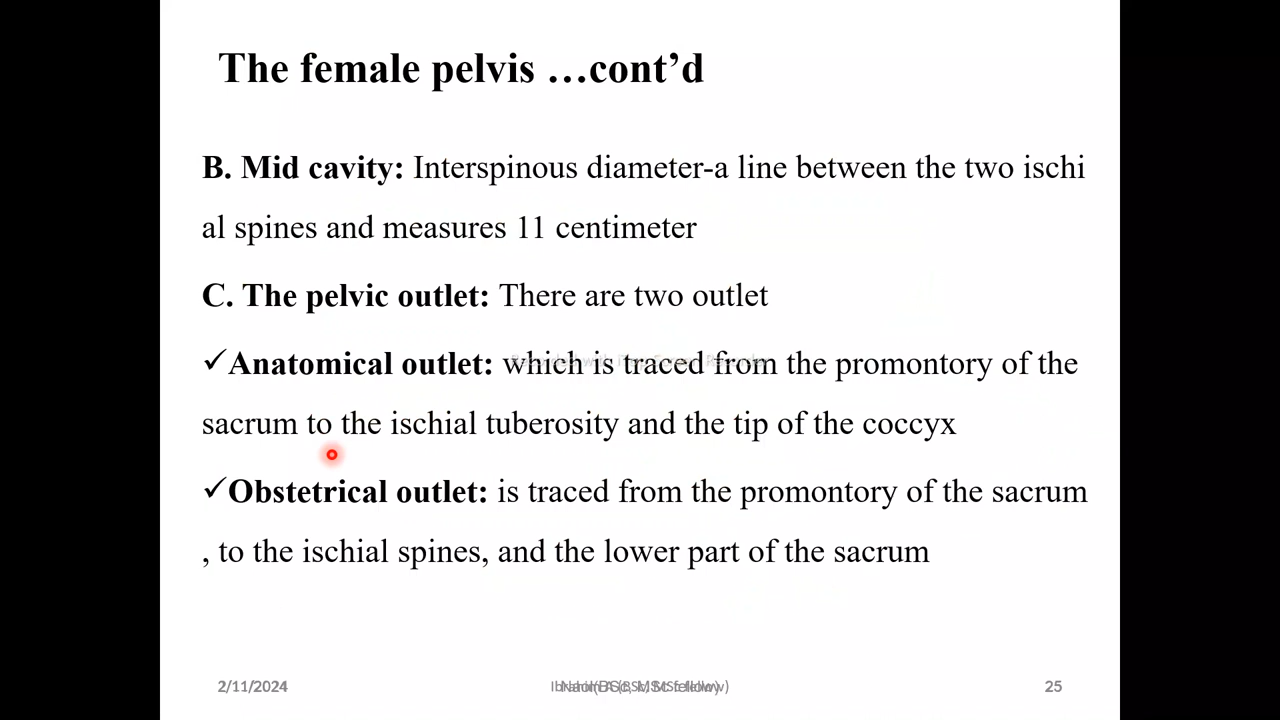 The female pelvis …cont’d
B. Mid cavity: Interspinous diameter-a line between the two ischi
al spines and measures 11 centimeter
C. The pelvic outlet: There are two outlet
✓Anatomical outlet: which is traced from the promontory of the
sacrum to the ischial tuberosity and the tip of the coccyx
✓Obstetrical outlet: is traced from the promontory of the sacrum
, to the ischial spines, and the lower part of the sacrum
2/11/2024
25